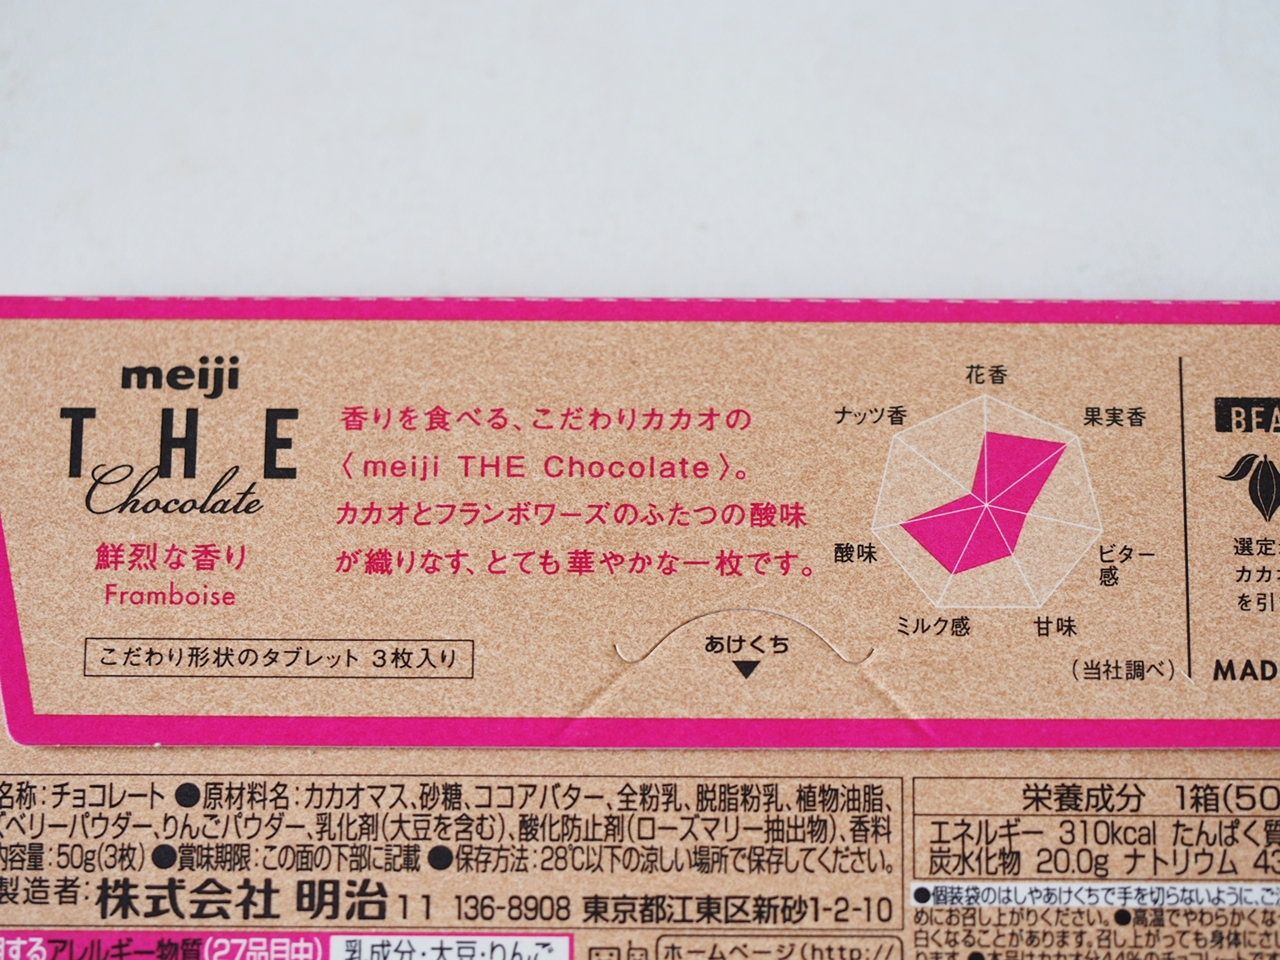 meiji
THE
Chocolate
鮮烈な香り
Framboise
こだわり形状のタブレット 3枚入り
香りを食べる、こだわりカカオの
〈meiji THE Chocolate〉。
カカオとフランボワーズのふたつの酸味
が織りなす、とても華やかな一枚です。
あけくち
花香
ナッツ香
果実香
酸味
ビター
感
ミルク感
甘味
(当社調べ)
選定
カカ
を引
MAD
名称:チョコレート ●原材料名:カカオマス、砂糖、ココアバター、全粉乳、脱脂粉乳、植物油脂、
ベリーパウダー、りんごパウダー、乳化剤(大豆を含む)、酸化防止剤(ローズマリー抽出物)、香料
内容量:50g(3枚) ●賞味期限:この面の下部に記載 ●保存方法:28℃以下の涼しい場所で保存してください。
製造者:株式会社 明治11 136-8908 東京都江東区新砂1-2-10
するアレルギー物質(27品目中) 乳成分・大豆・りんご
ホームページ(http://
栄養成分 1箱(50
エネルギー 310kcal たんぱく質
炭水化物 20.0g ナトリウム 43
●個装袋のはしやあけくちで手を切らないように、ご
めにお召し上がりください。●高温でやわらかくな
白くなることがあります。召し上がっても身体にさ